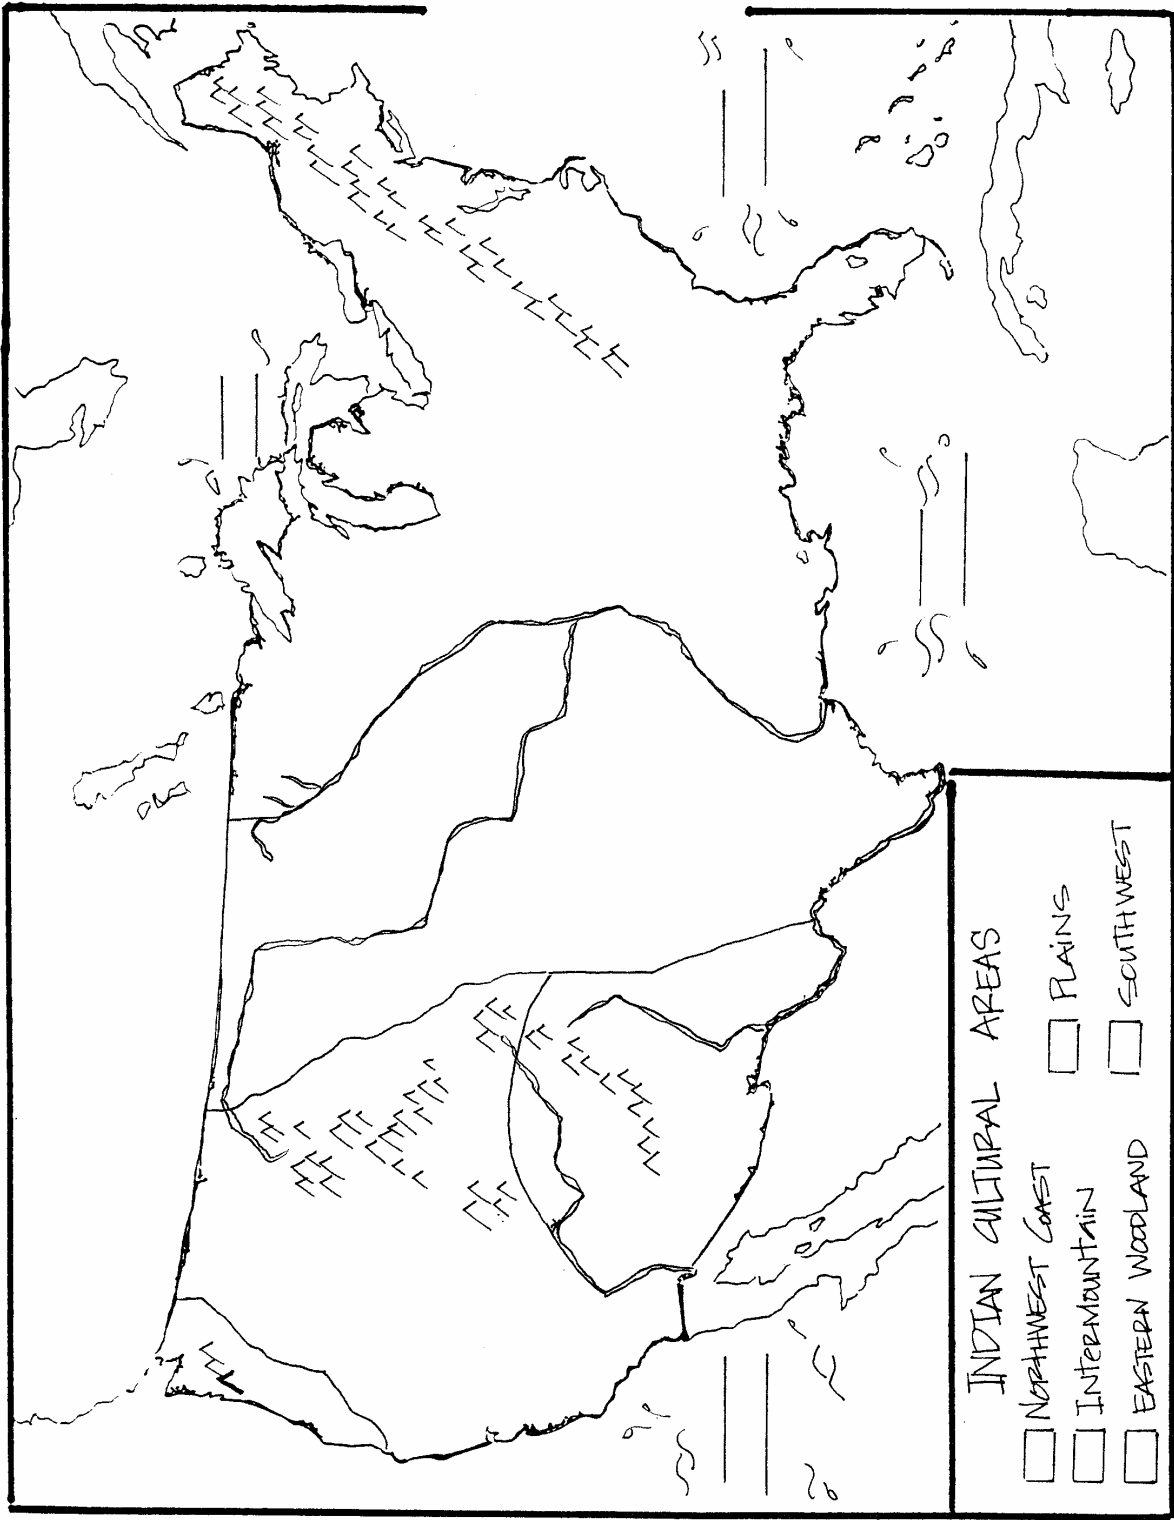 INDIAN CULTURAL AREAS
NORTHWEST COAST
PLAINS
INTERMOUNTAIN
SOUTHWEST
EASTERN WOODLAND